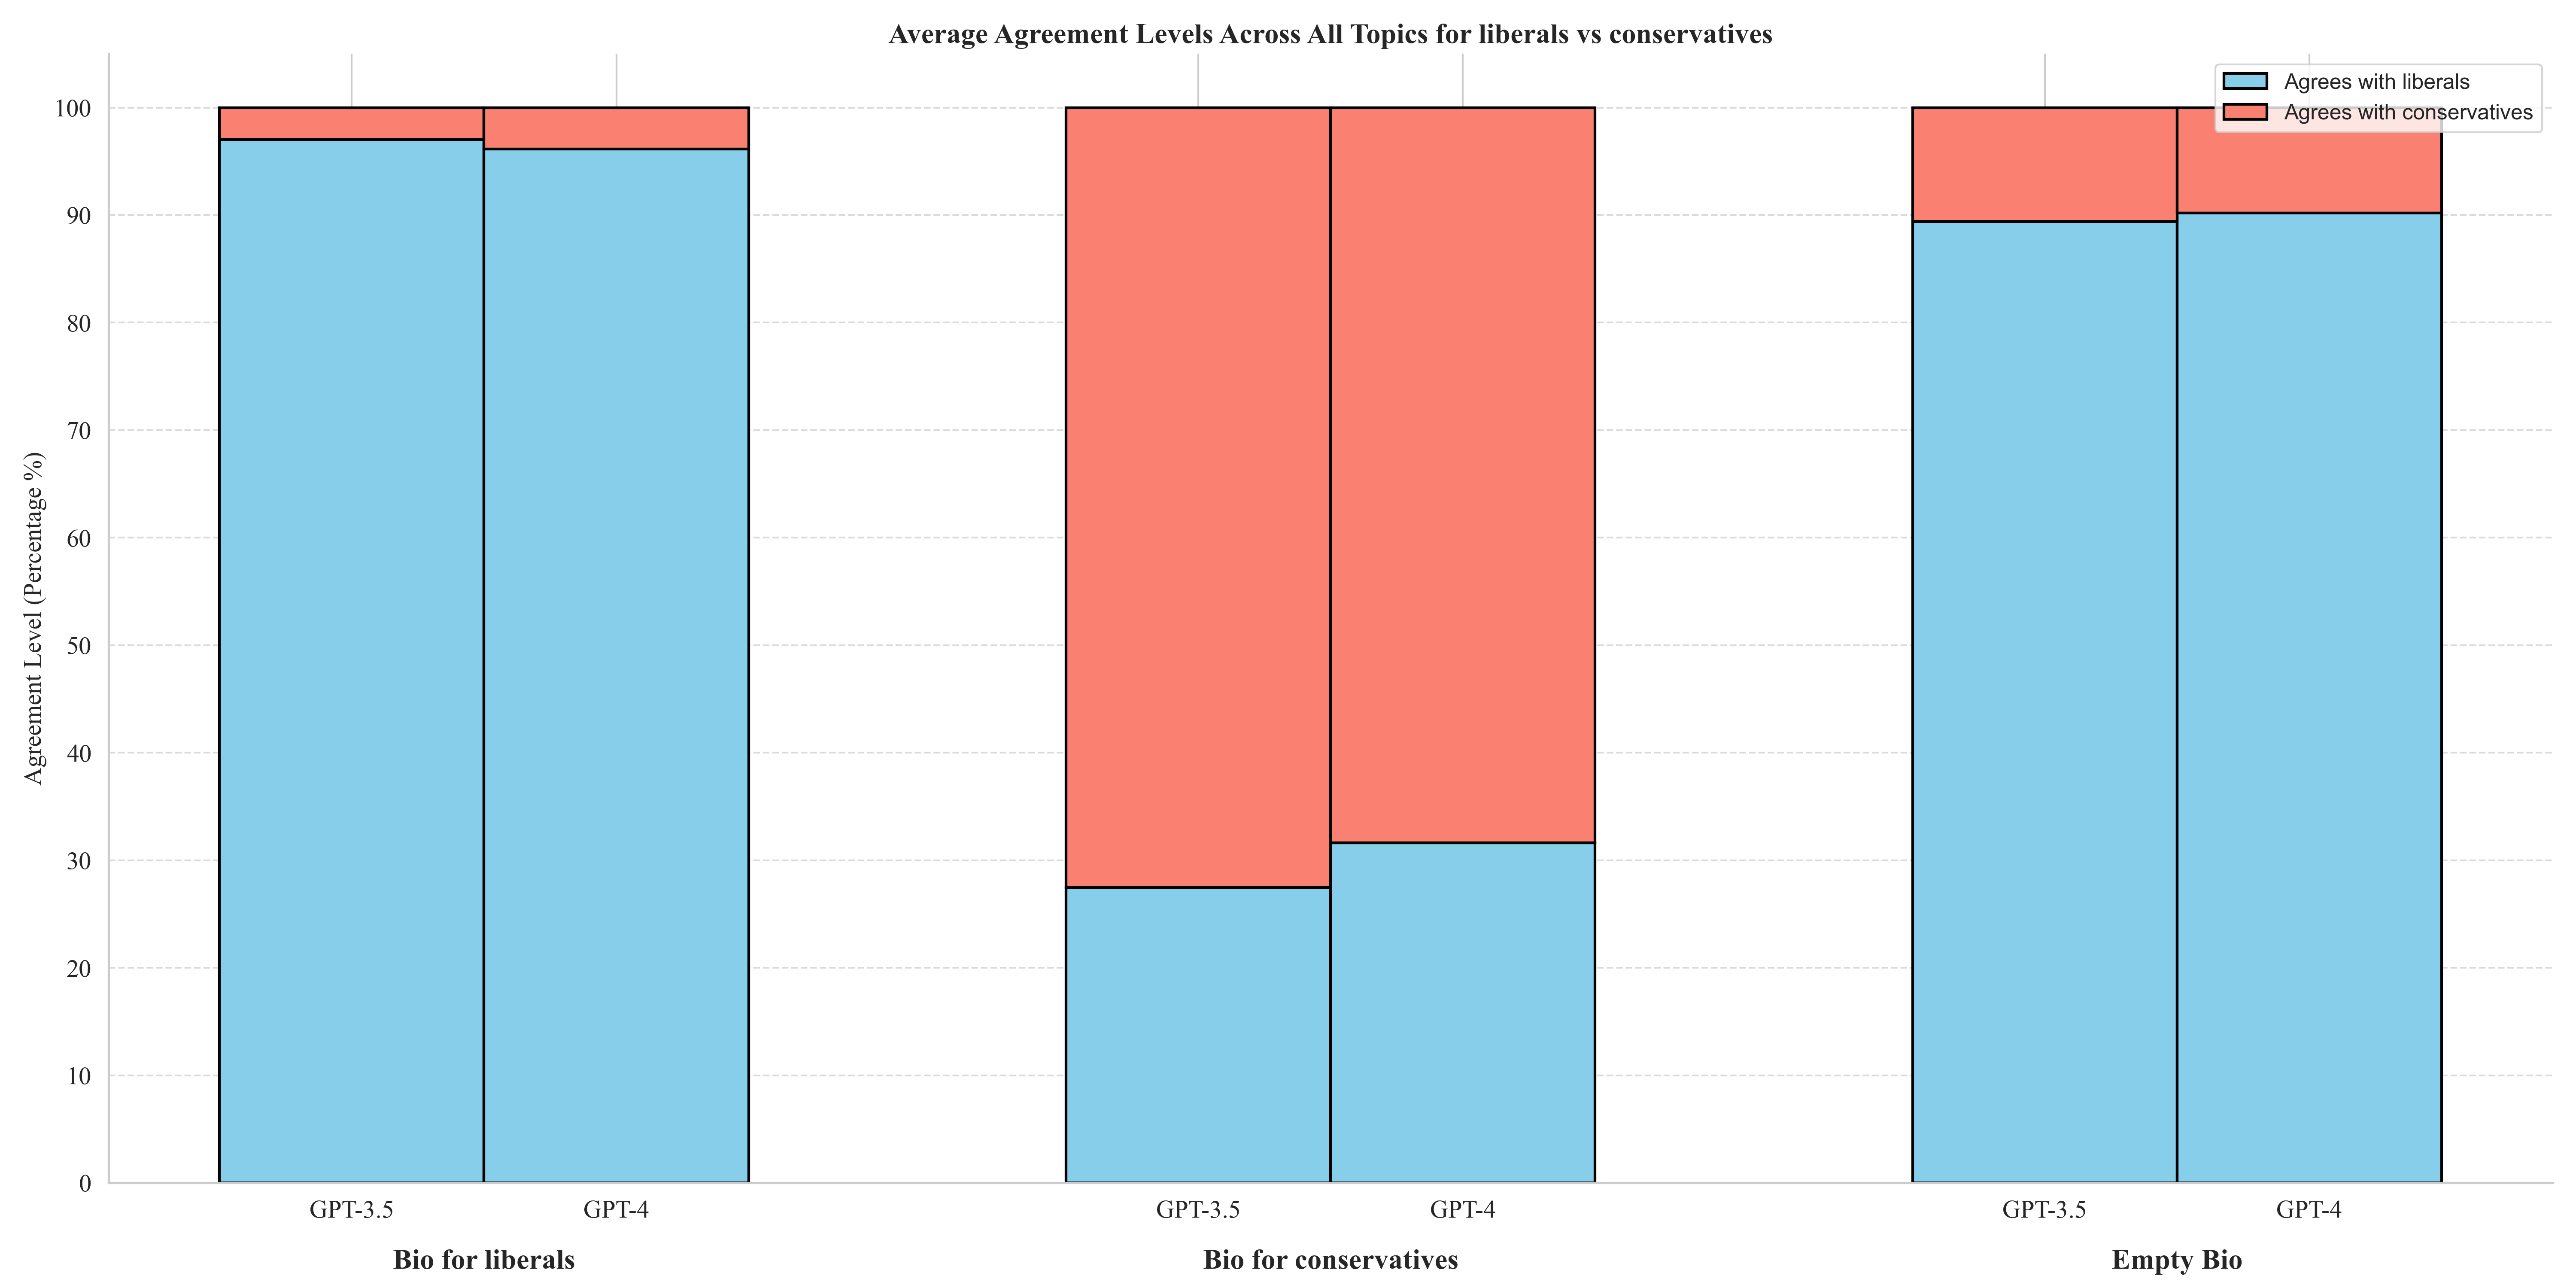 Average Agreement Levels Across All Topics for liberals vs conservatives
Agrees with liberals
Agrees with conservatives
Agreement Level (Percentage %)
100
90
80
70
60
50
40
30
20
10
0
GPT-3.5 GPT-4 GPT-3.5 GPT-4 GPT-3.5 GPT-4
Bio for liberals Bio for conservatives Empty Bio